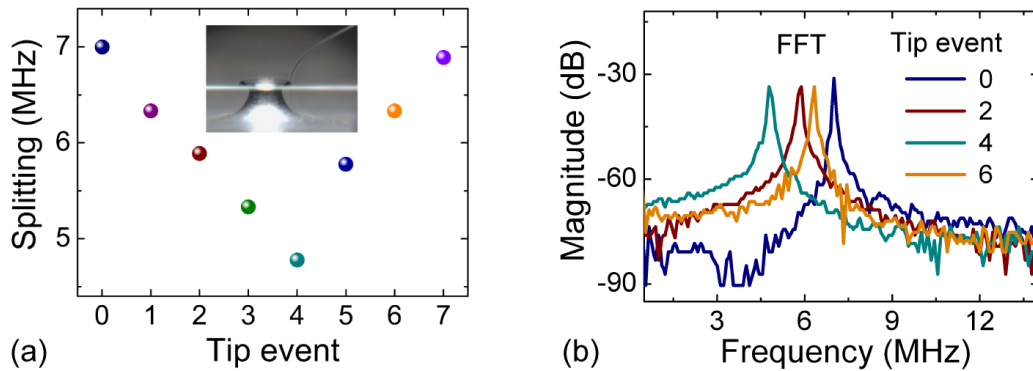 7
6
5
Splitting (MHz)
0 1 2 3 4 5 6 7
Tip event
(a)
-30
-60
-90
Magnitude (dB)
FFT
Tip event
0
2
4
6
3 6 9 12
Frequency (MHz)
(b)